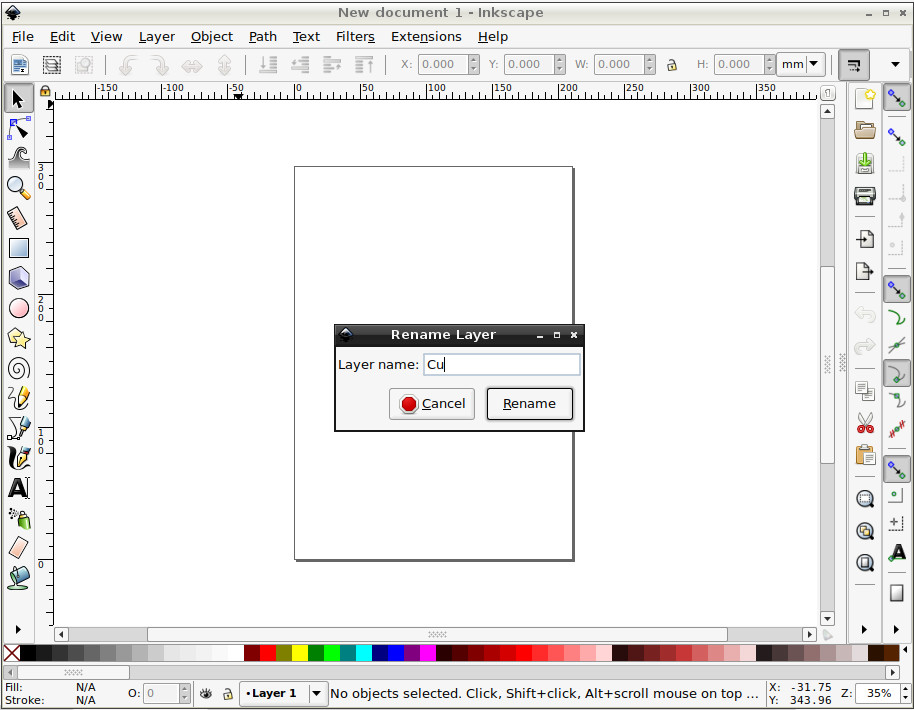 New document 1 - Inkscape
File Edit View Layer Object Path Text Filters Extensions Help
X: 0.000 Y: 0.000 W: 0.000 H: 0.000 mm
-150 -100 -50 0 50 100 150 200 250 300 350
300
200
100
0
Rename Layer
Layer name: Cu
Cancel Rename
Fill: N/A
Stroke: N/A
O: 0
•Layer 1
No objects selected. Click, Shift+click, Alt+scroll mouse on top ...
X: -31.75
Y: 343.96
Z: 35%